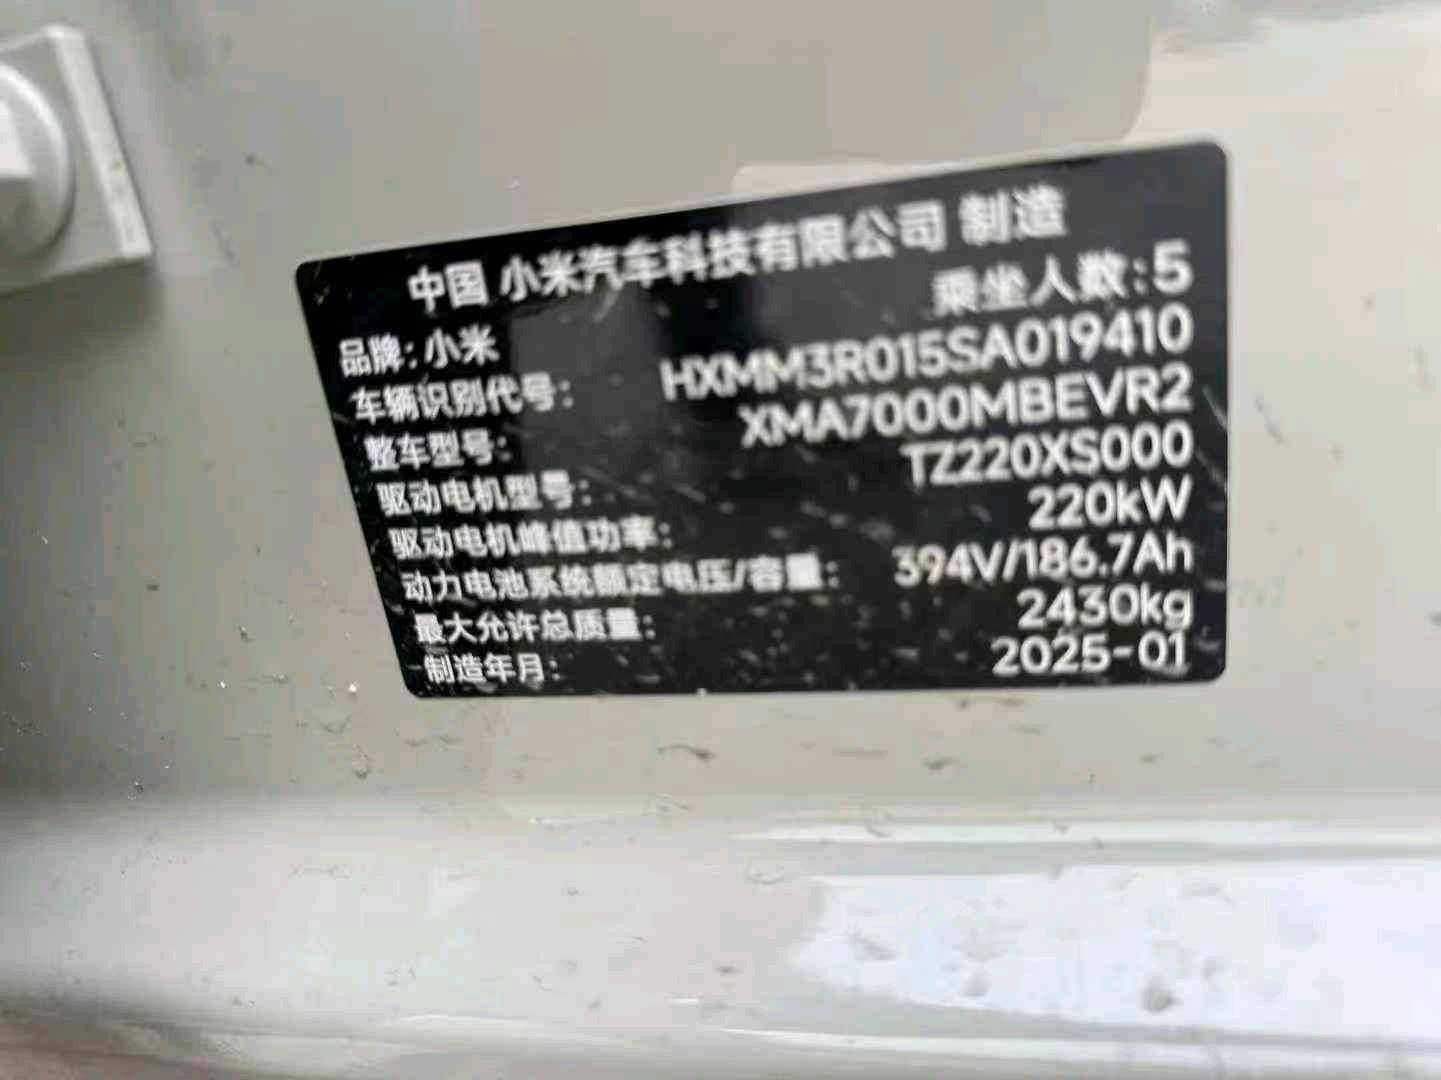 中国 小米汽车科技有限公司 制造
品牌: 小米 乘坐人数: 5
车辆识别代号: HXMM3R015SA019410
整车型号: XMA7000MBEVR2
驱动电机型号: TZ220XS000
驱动电机峰值功率: 220kW
动力电池系统额定电压/容量: 394V/186.7Ah
最大允许总质量: 2430kg
制造年月: 2025-01